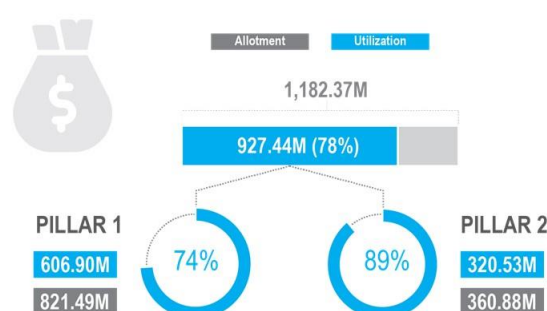 $
Allotment Utilization
1,182.37M
927.44M (78%)
PILLAR 1
606.90M
821.49M
74%
89%
PILLAR 2
320.53M
360.88M